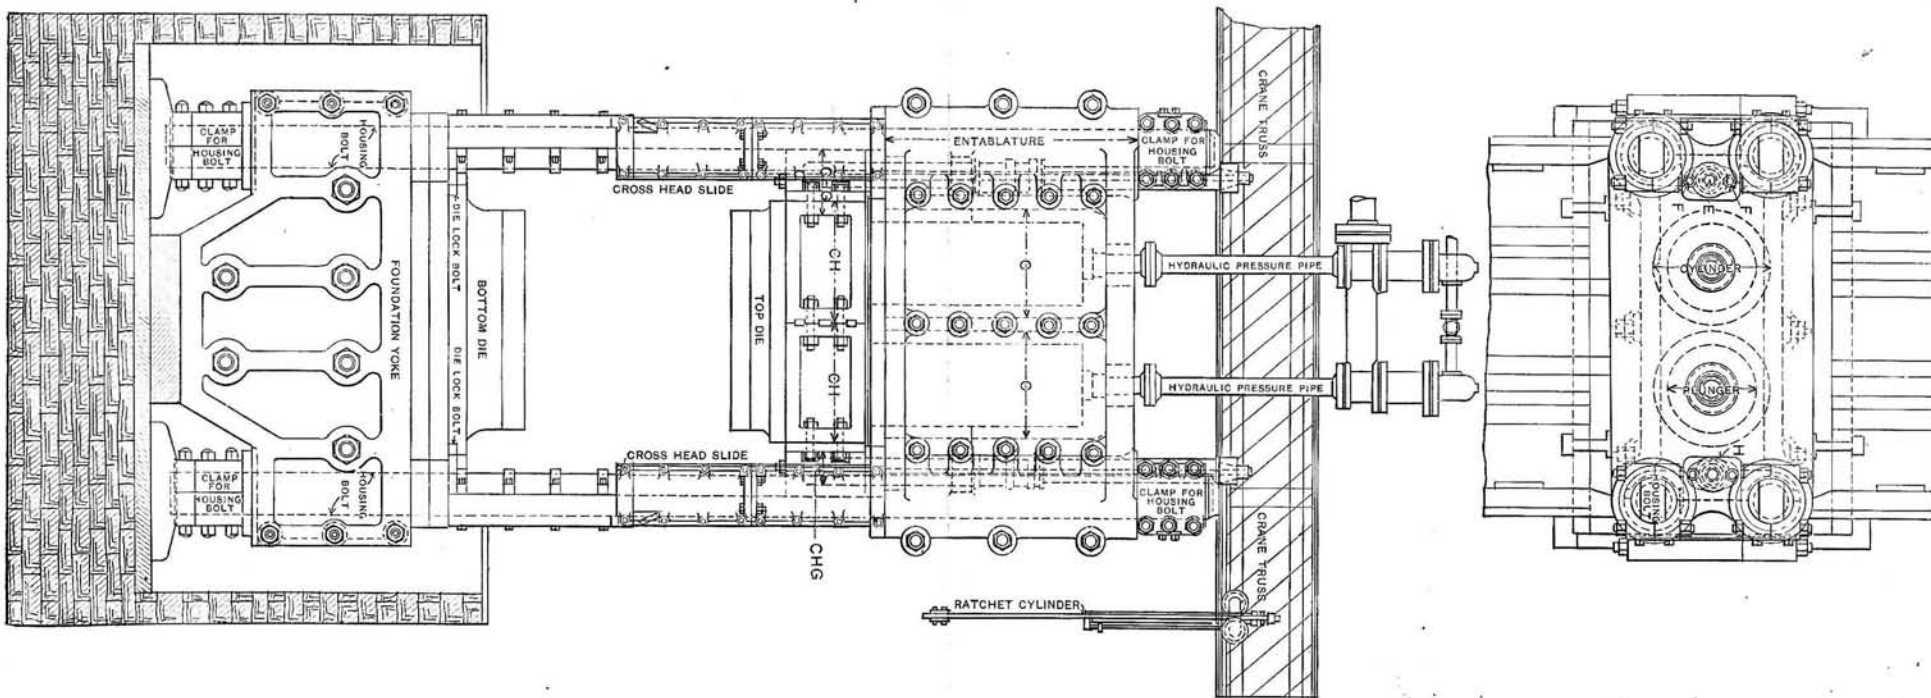 CLAMP FOR
HOUSING BOLT
HOUSING
BOLT
FOUNDATION YOKE
DIE LOCK BOLT
DIE LOCK BOLT
BOTTOM DIE
HOUSING
BOLT
CLAMP
FOR
HOUSING
BOLT
CROSS HEAD SLIDE
TOP DIE
CHG
CH
CH
CROSS HEAD SLIDE
CHG
ENTABLATURE
C
C
CLAMP FOR
HOUSING
BOLT
CLAMP FOR
HOUSING
BOLT
CRANE TRUSS
CRANE TRUSS
HYDRAULIC PRESSURE PIPE
HYDRAULIC PRESSURE PIPE
RATCHET CYLINDER
F
E
F
CYLINDER
PLUNGER
H
HOUSING
BOLT